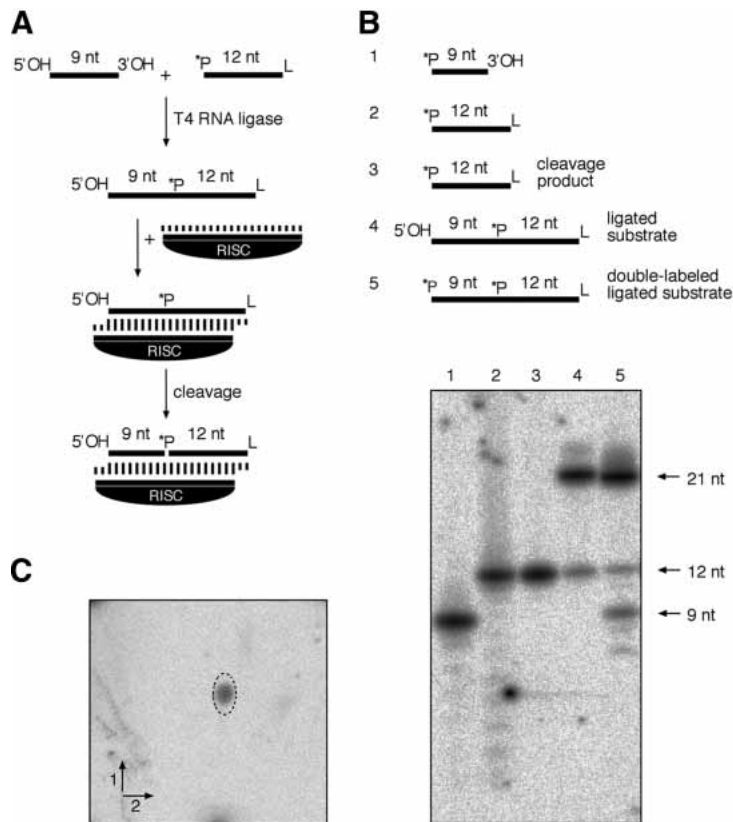 A
5'OH 9 nt 3'OH + *P 12 nt L
T4 RNA ligase
5'OH 9 nt *P 12 nt L
+ RISC
5'OH *P L
RISC
cleavage
5'OH 9 nt *P 12 nt L
RISC
B
1 *P 9 nt 3'OH
2 *P 12 nt L
3 *P 12 nt L cleavage
product
4 5'OH 9 nt *P 12 nt L ligated
substrate
5 *P 9 nt *P 12 nt L double-labeled
ligated substrate
1 2 3 4 5
21 nt
12 nt
9 nt
C
1
2